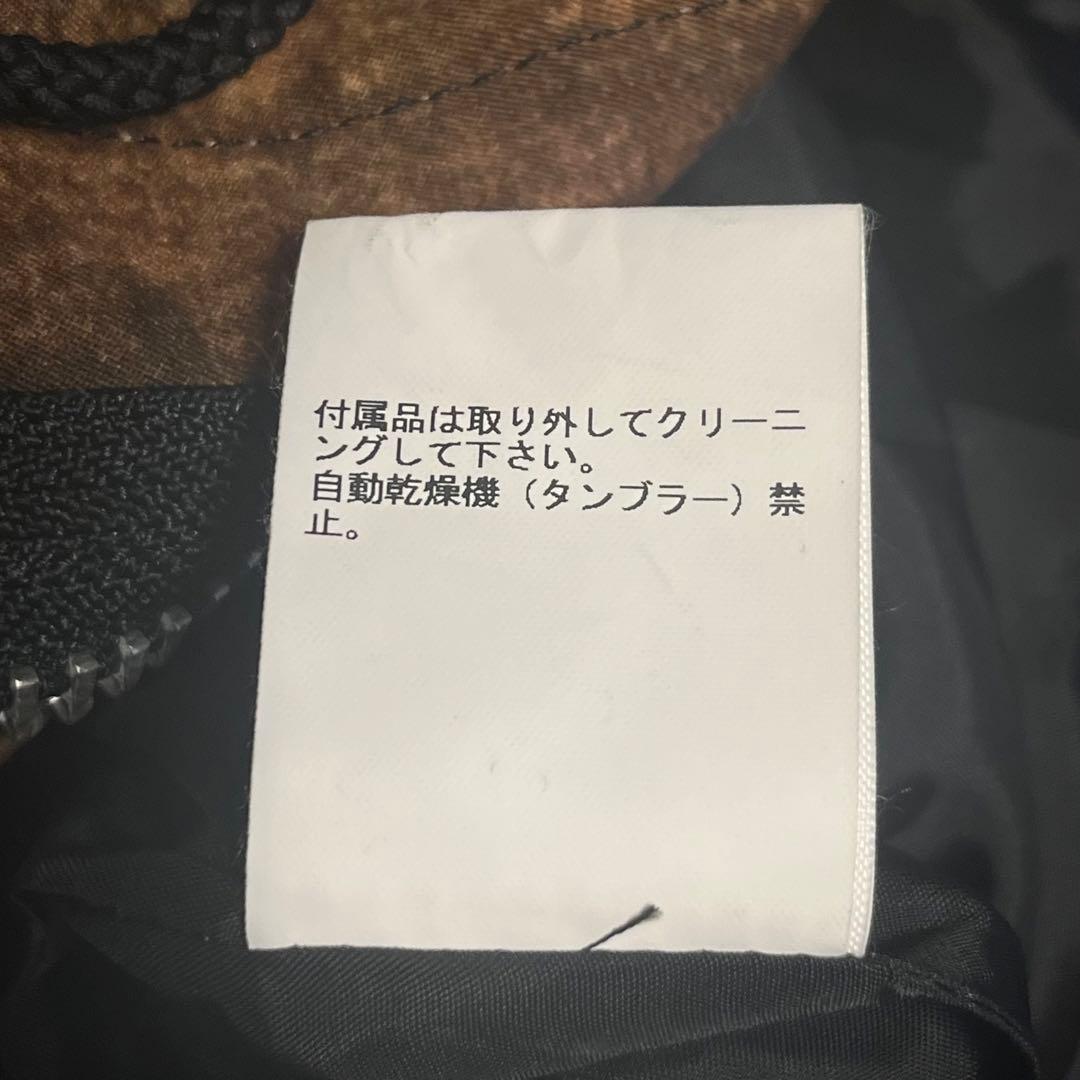 付属品は取り外してクリーニ
ングして下さい。
自動乾燥機（タンブラー）禁
止。